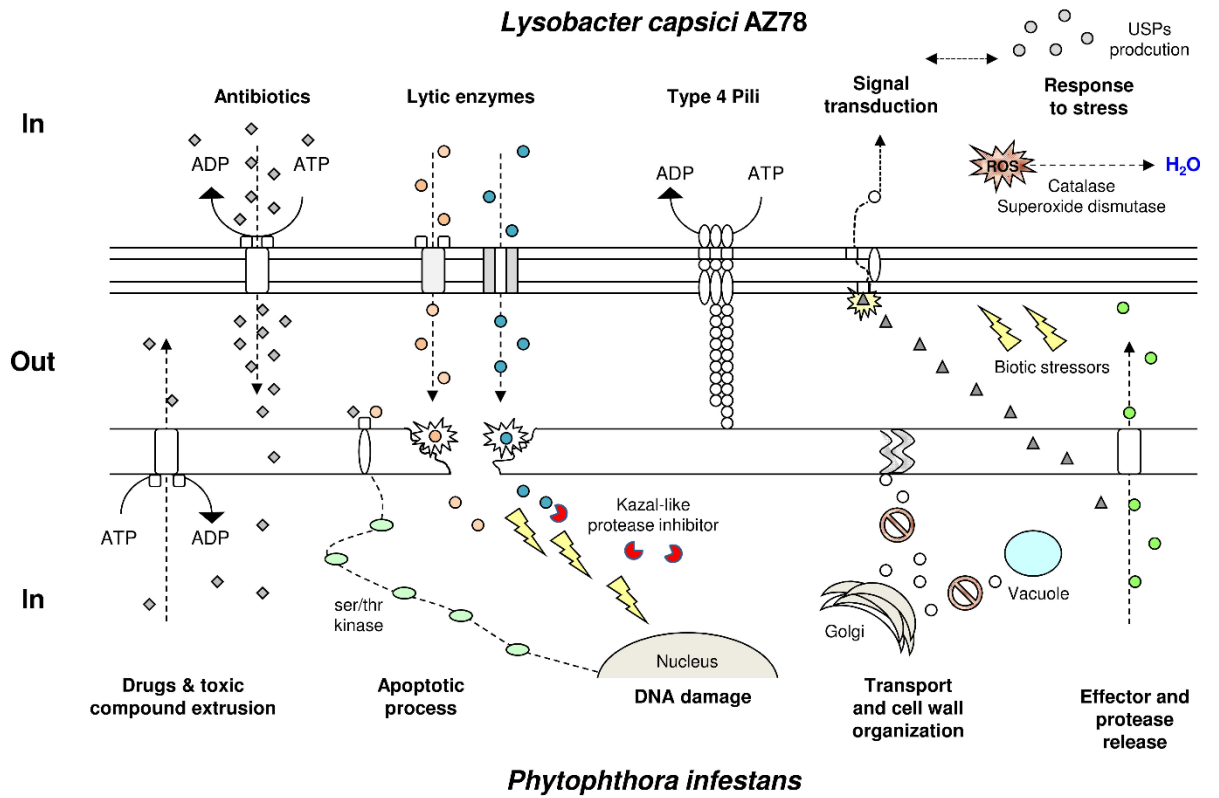 Lysobacter capsici AZ78
USPs
prodcution
Antibiotics
Lytic enzymes
Type 4 Pili
Signal
transduction
Response
to stress
In
ADP
ATP
ADP
ATP
ROS
H₂O
Catalase
Superoxide dismutase
Out
Biotic stressors
ATP
ADP
Kazal-like
protease inhibitor
In
ser/thr
kinase
Vacuole
Golgi
Nucleus
Drugs & toxic
compound extrusion
Apoptotic
process
DNA damage
Transport
and cell wall
organization
Effector and
protease
release
Phytophthora infestans